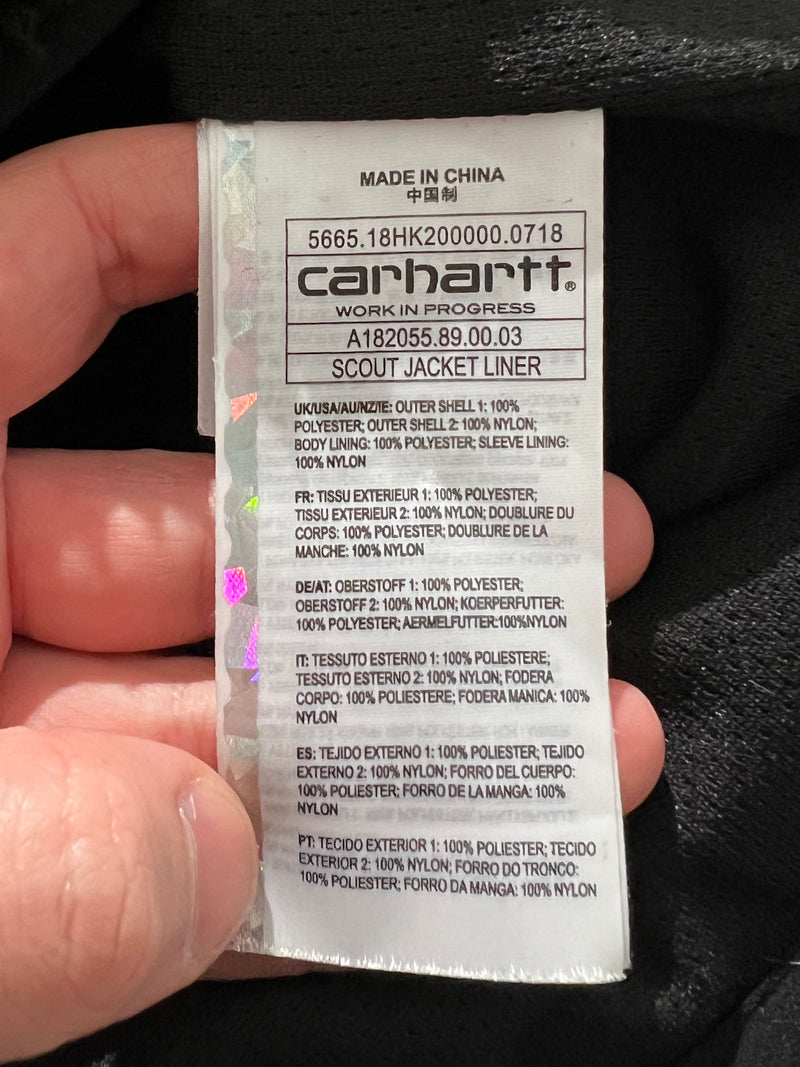 MADE IN CHINA
中国制
5665.18HK200000.0718
carhartt®
WORK IN PROGRESS
A182055.89.00.03
SCOUT JACKET LINER
UK/USA/AU/NZ/IE: OUTER SHELL 1: 100%
POLYESTER; OUTER SHELL 2: 100% NYLON;
BODY LINING: 100% POLYESTER; SLEEVE LINING:
100% NYLON
FR: TISSU EXTERIEUR 1: 100% POLYESTER;
TISSU EXTERIEUR 2: 100% NYLON; DOUBLURE DU
CORPS: 100% POLYESTER; DOUBLURE DE LA
MANCHE: 100% NYLON
DE/AT: OBERSTOFF 1: 100% POLYESTER;
OBERSTOFF 2: 100% NYLON; KOERPERFUTTER:
100% POLYESTER; AERMELFUTTER:100%NYLON
IT: TESSUTO ESTERNO 1: 100% POLIESTERE;
TESSUTO ESTERNO 2: 100% NYLON; FODERA
CORPO: 100% POLIESTERE; FODERA MANICA: 100%
NYLON
ES: TEJIDO EXTERNO 1: 100% POLIESTER; TEJIDO
EXTERNO 2: 100% NYLON; FORRO DEL CUERPO:
100% POLIESTER; FORRO DE LA MANGA: 100%
NYLON
PT: TECIDO EXTERIOR 1: 100% POLIESTER; TECIDO
EXTERIOR 2: 100% NYLON; FORRO DO TRONCO:
100% POLIESTER; FORRO DA MANGA: 100% NYLON